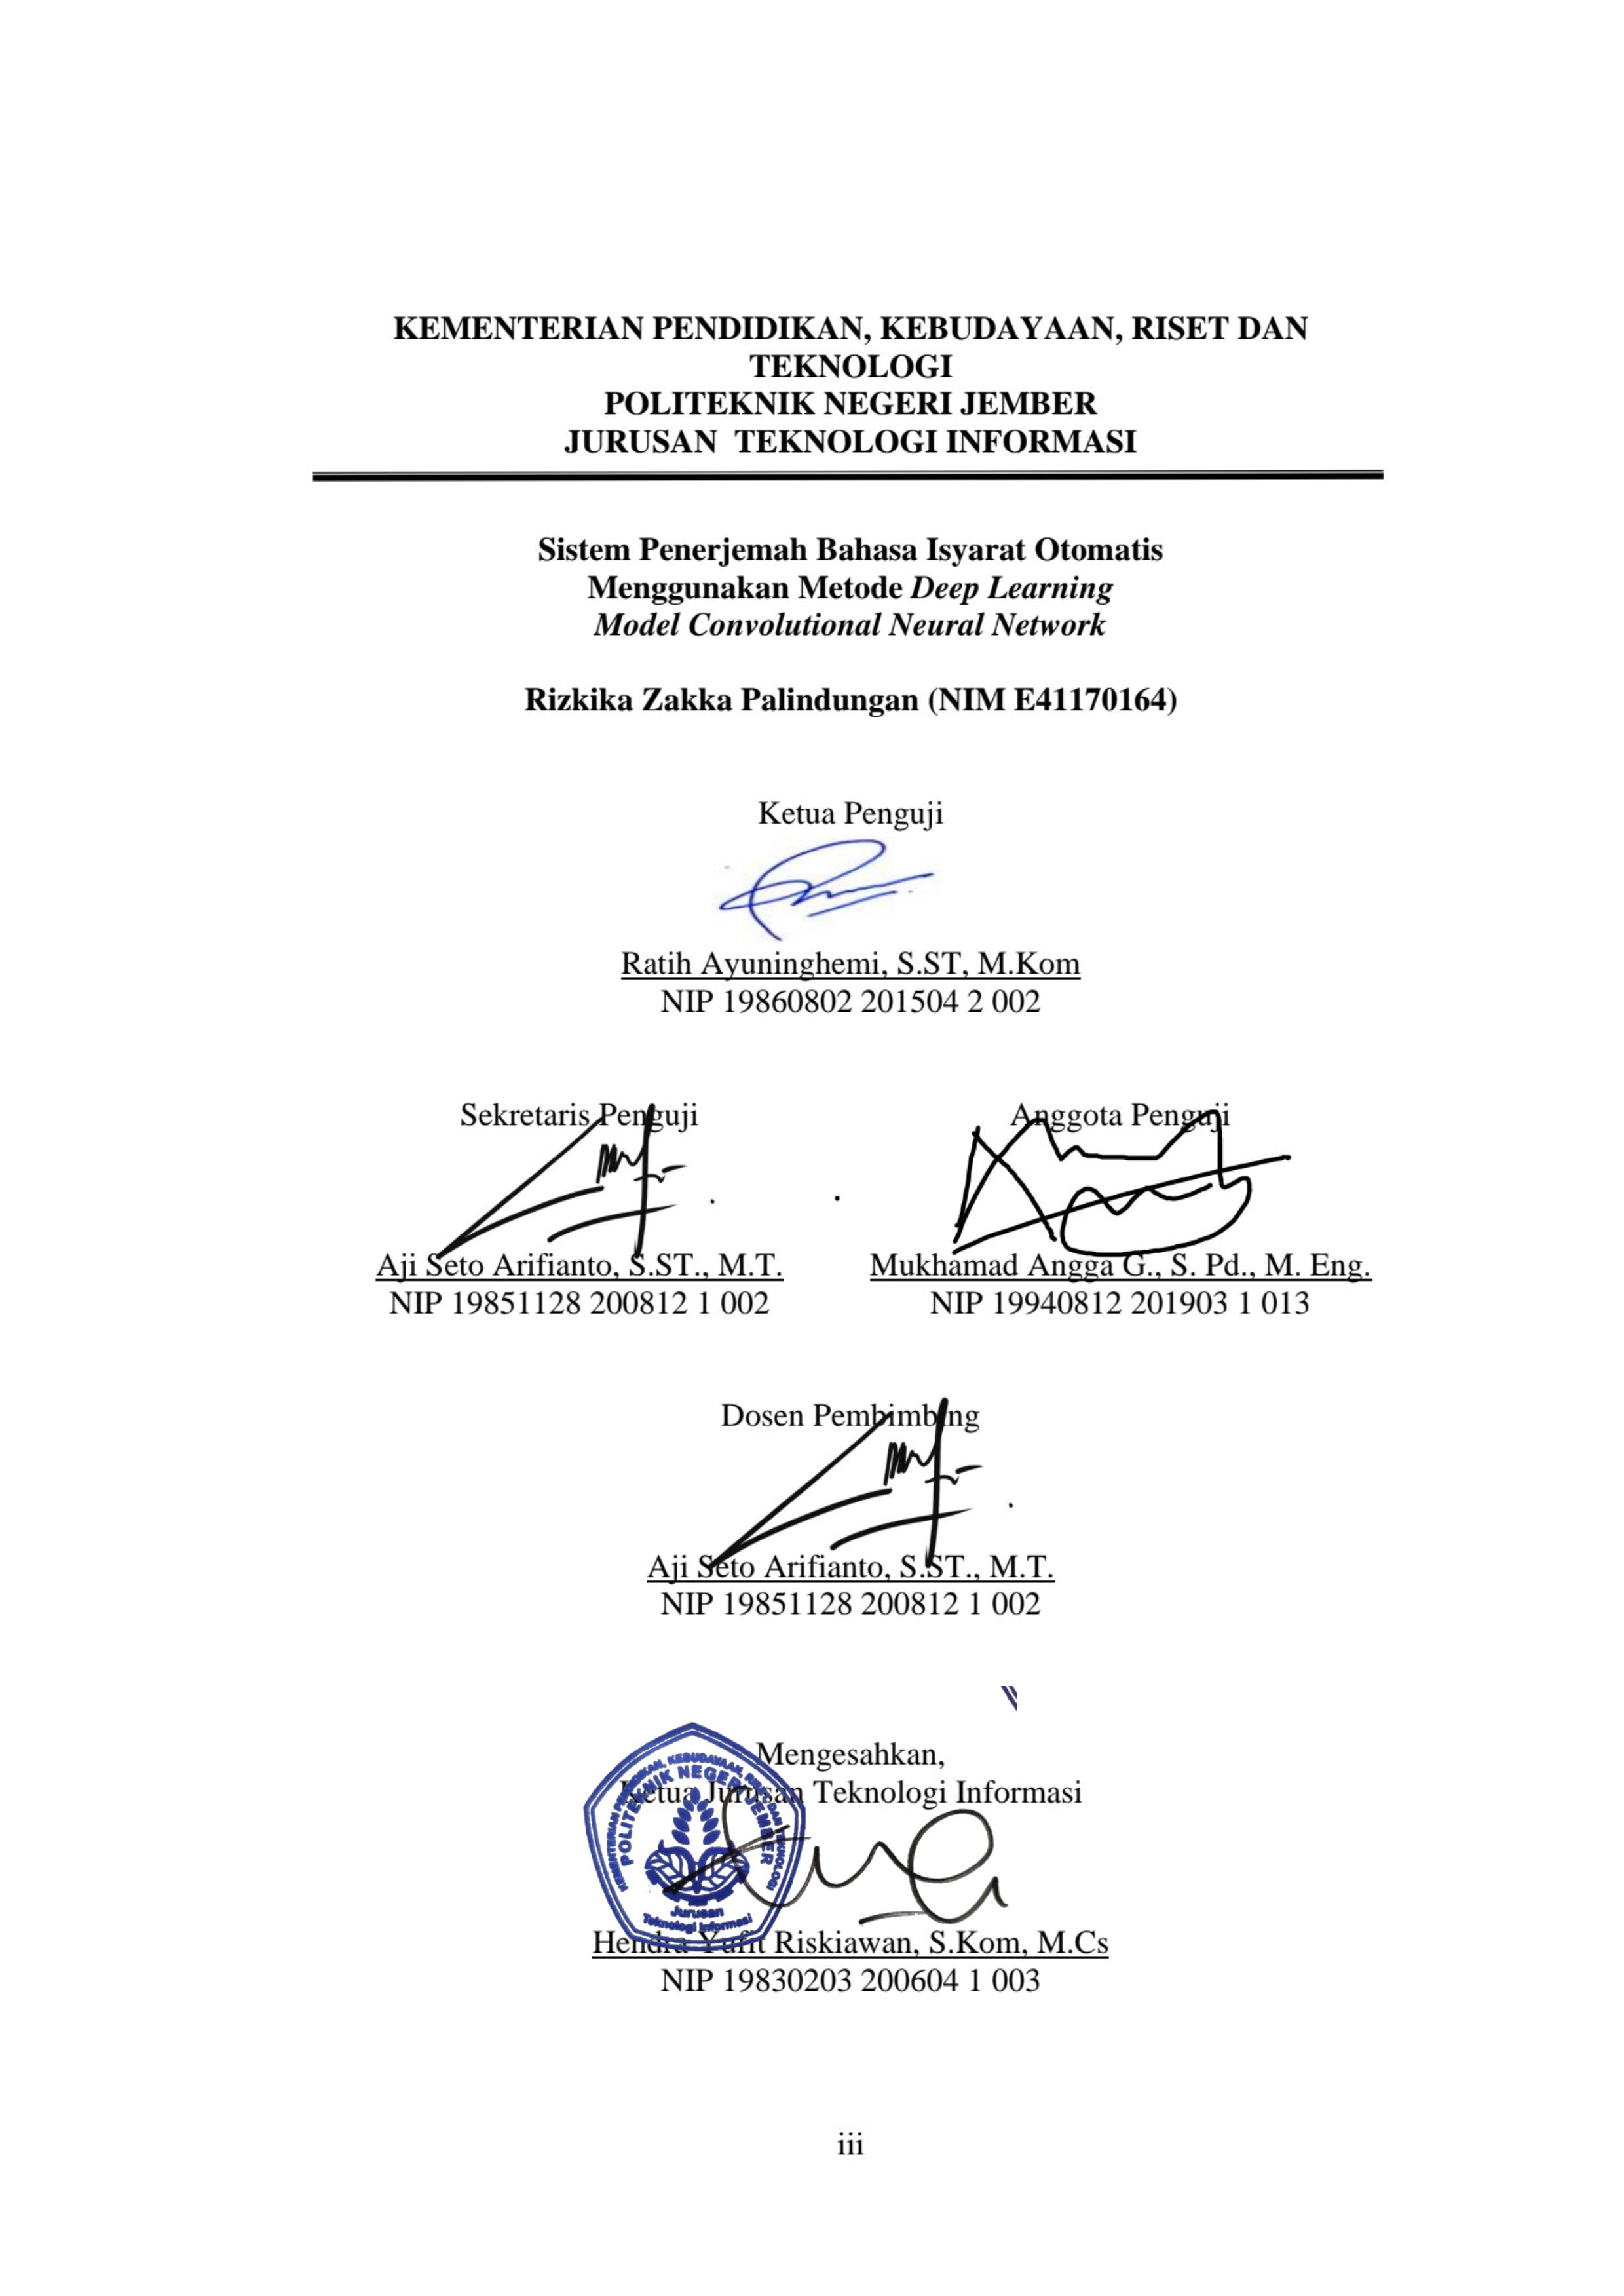 KEMENTERIAN PENDIDIKAN, KEBUDAYAAN, RISET DAN
TEKNOLOGI
POLITEKNIK NEGERI JEMBER
JURUSAN TEKNOLOGI INFORMASI
Sistem Penerjemah Bahasa Isyarat Otomatis
Menggunakan Metode Deep Learning
Model Convolutional Neural Network
Rizkika Zakka Palindungan (NIM E41170164)
Ketua Penguji
Ratih Ayuninghemi, S.ST, M.Kom
NIP 19860802 201504 2 002
Sekretaris Penguji
Anggota Penguji
Aji Seto Arifianto, S.ST., M.T.
Mukhamad Angga G., S. Pd., M. Eng.
NIP 19851128 200812 1 002
NIP 19940812 201903 1 013
Dosen Pembimbing
Aji Seto Arifianto, S.ST., M.T.
NIP 19851128 200812 1 002
Mengesahkan,
Ketua Jurusan Teknologi Informasi
KEMENTERIAN PENDIDIKAN, KEBUDAYAAN, RISET DAN TEKNOLOGI
POLITEKNIK NEGERI JEMBER
Jurusan
Teknologi Informasi
Hendra Yufit Riskiawan, S.Kom, M.Cs
NIP 19830203 200604 1 003
iii